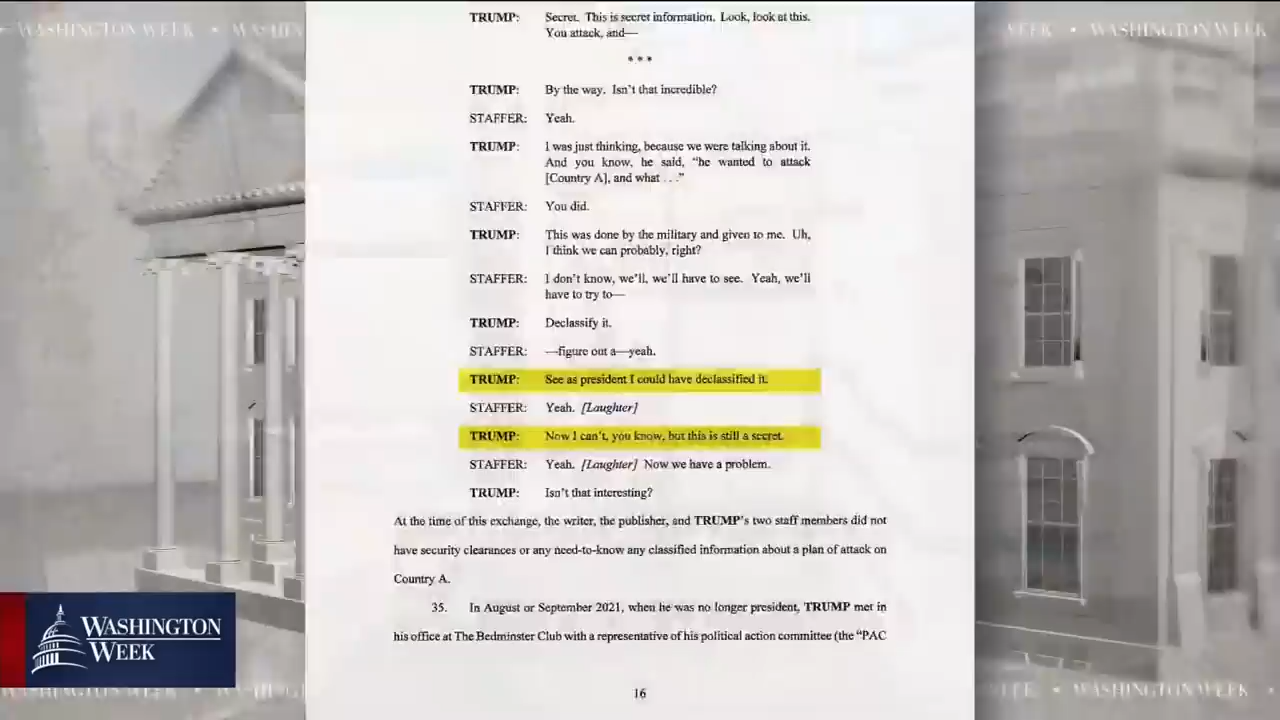 WASHINGTON WEEK • WASHIN
EEK • WASHINGTON WEEK
TRUMP: Secret. This is secret information. Look, look at this.
You attack, and—
* * *
TRUMP: By the way. Isn't that incredible?
STAFFER: Yeah.
TRUMP: I was just thinking, because we were talking about it.
And you know, he said, "he wanted to attack
[Country A], and what . . ."
STAFFER: You did.
TRUMP: This was done by the military and given to me. Uh,
I think we can probably, right?
STAFFER: I don't know, we'll, we'll have to see. Yeah, we'll
have to try to—
TRUMP: Declassify it.
STAFFER: —figure out a—yeah.
TRUMP: See as president I could have declassified it.
STAFFER: Yeah. [Laughter]
TRUMP: Now I can't, you know, but this is still a secret.
STAFFER: Yeah. [Laughter] Now we have a problem.
TRUMP: Isn't that interesting?
At the time of this exchange, the writer, the publisher, and TRUMP's two staff members did not
have security clearances or any need-to-know any classified information about a plan of attack on
Country A.
35. In August or September 2021, when he was no longer president, TRUMP met in
his office at The Bedminster Club with a representative of his political action committee (the "PAC
16
WASHINGTON
WEEK
• WASHINGTON WEEK •